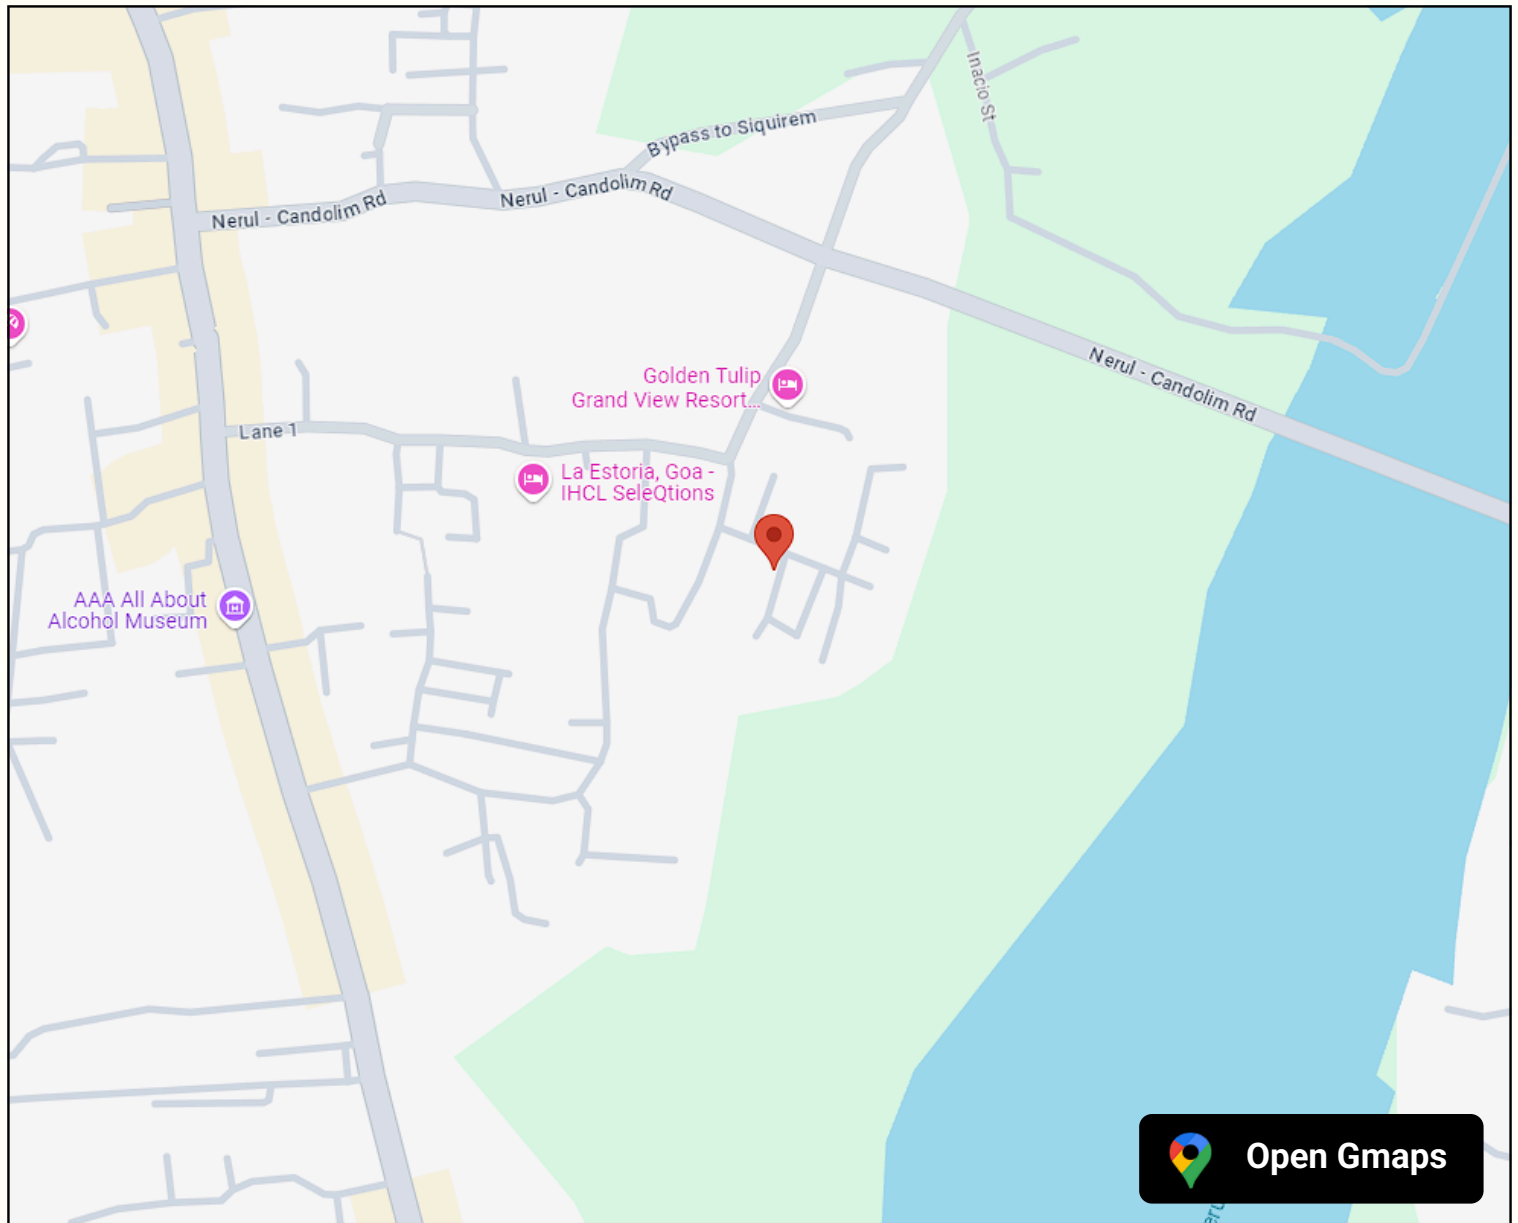 Inacio St
Bypass to Siquirem
Nerul - Candolim Rd
Nerul - Candolim Rd
Nerul - Candolim Rd
Golden Tulip
Grand View Resort...
Lane 1
La Estoria, Goa -
IHCL SeleQtions
AAA All About
Alcohol Museum
Open Gmaps